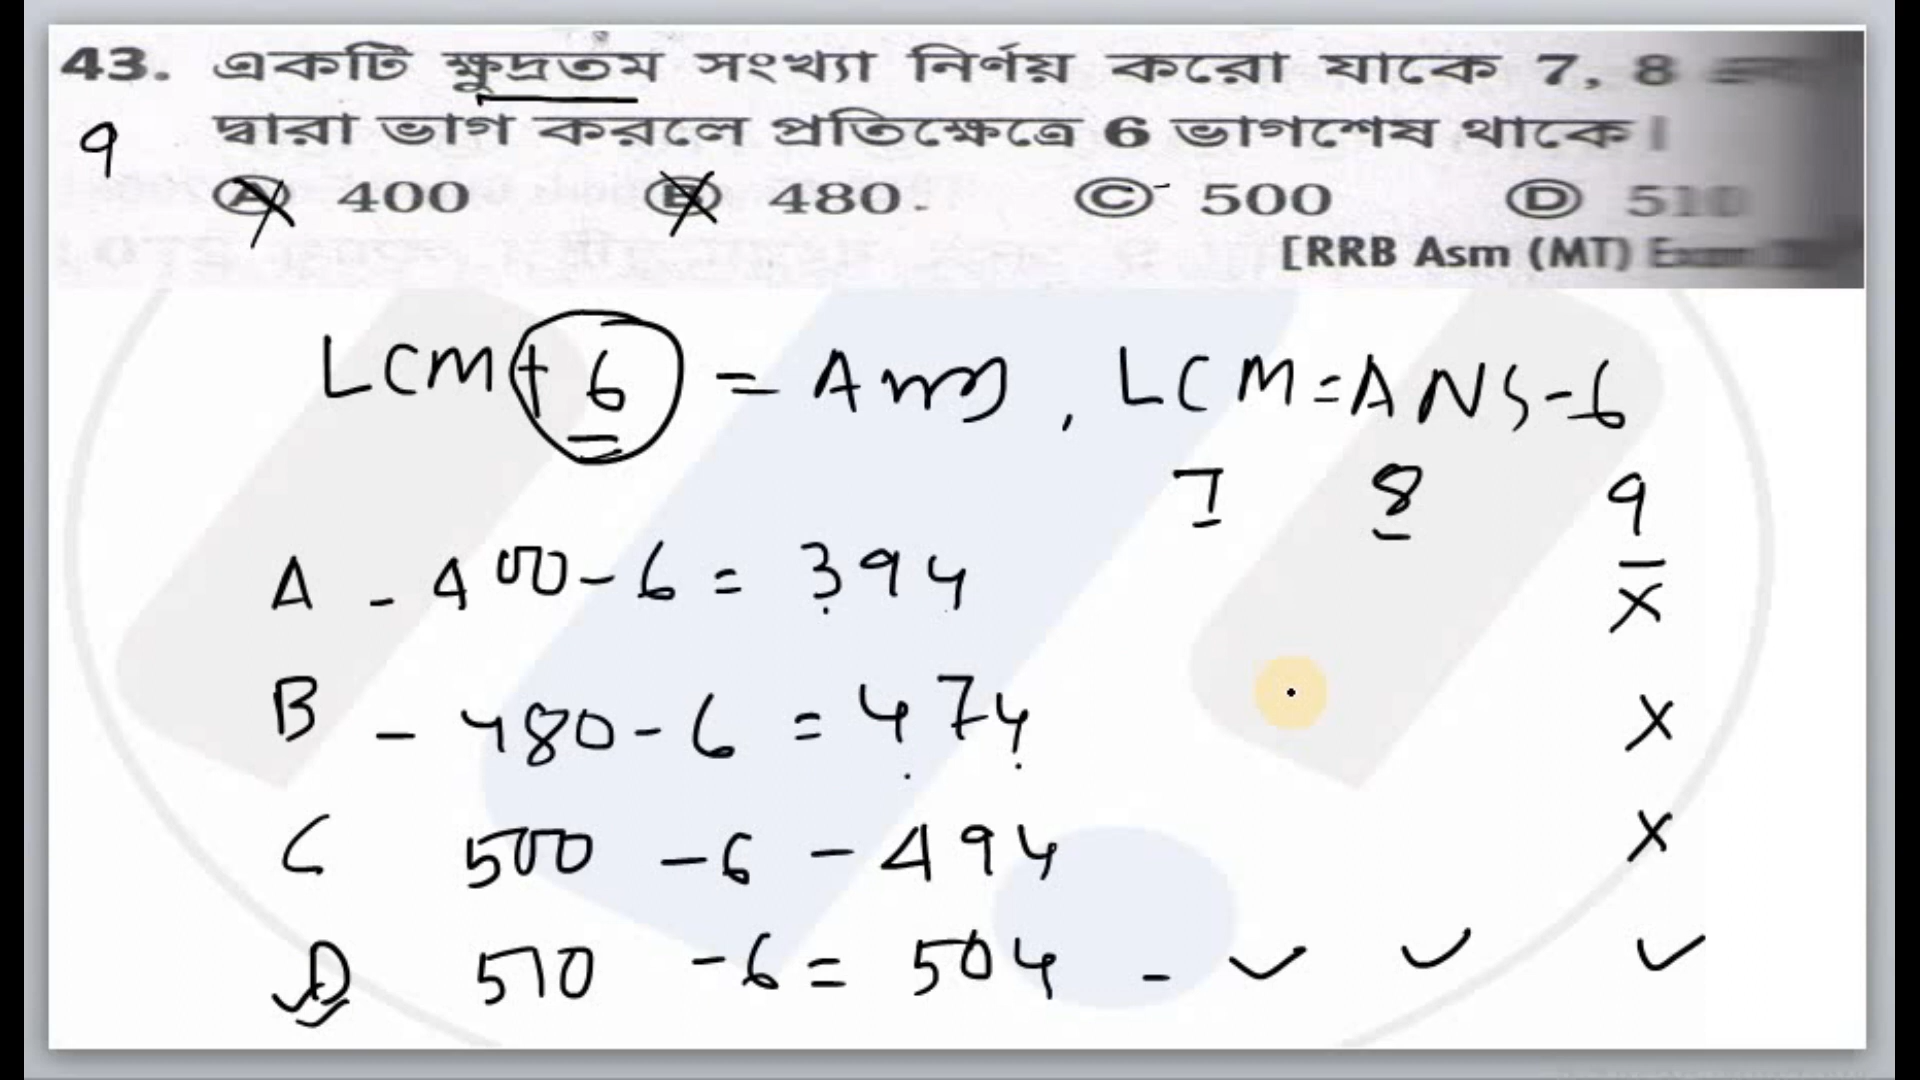 43. একটি ক্ষুদ্রতম সংখ্যা নির্ণয় করো যাকে 7, 8
9 দ্বারা ভাগ করলে প্রতিক্ষেত্রে 6 ভাগশেষ থাকে।
A 400 B 480 C 500 D 510
[RRB Asm (MT) Exam
LCM + 6 = Ans, LCM = ANS - 6
7 8 9
A - 400 - 6 = 394 X
B - 480 - 6 = 474 X
C 500 - 6 - 494 X
D 510 - 6 = 504 - ✓ ✓ ✓